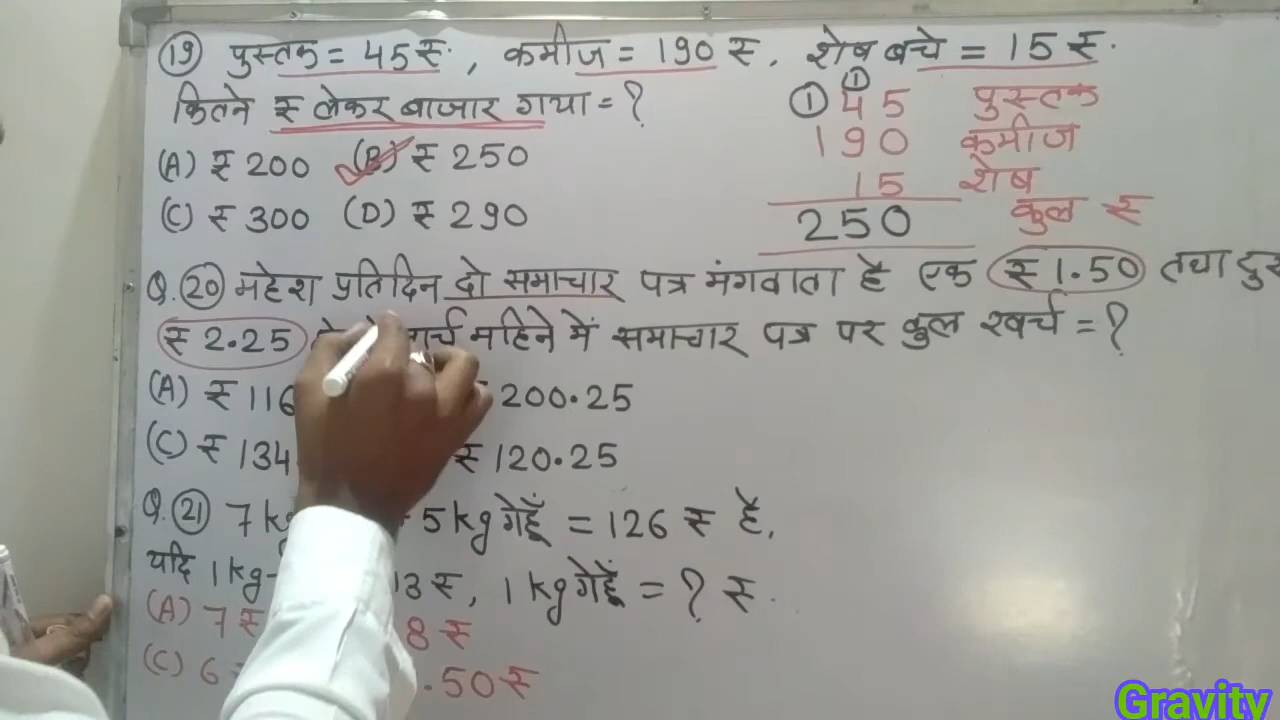 (19) पुस्तक = 45 रु. , कमीज = 190 रु, शेष बचे = 15 रु.
कितने रु लेकर बाजार गया = ?
(A) ₹ 200 (B) ₹ 250
(C) ₹ 300 (D) ₹ 290
1 1
45 पुस्तक
190 कमीज
15 शेष
250 कुल रु
Q. (20) महेश प्रतिदिन दो समाचार पत्र मंगवाता है एक ₹ 1.50 तथा
₹ 2.25 मार्च महिने में समाचार पत्र पर कुल खर्च = ?
(A) ₹ 116 ₹ 200.25
(C) ₹ 134 ₹ 120.25
Q. (21) 7 kg 5 kg गेहूँ = 126 रु है.
यदि 1 kg 13 रु, 1 kg गेहूँ = ? रु.
(A) 7 रु 8 रु
(C) 6 .50 रु
Gravity